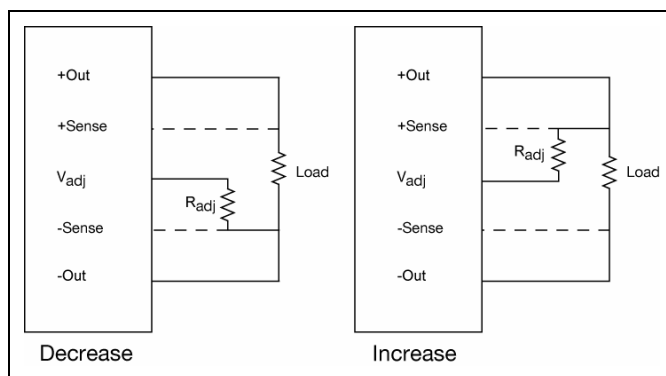 +Out
+Sense
Vadj
-Sense
-Out
Radj
Load
Decrease
+Out
+Sense
Vadj
-Sense
-Out
Radj
Load
Increase